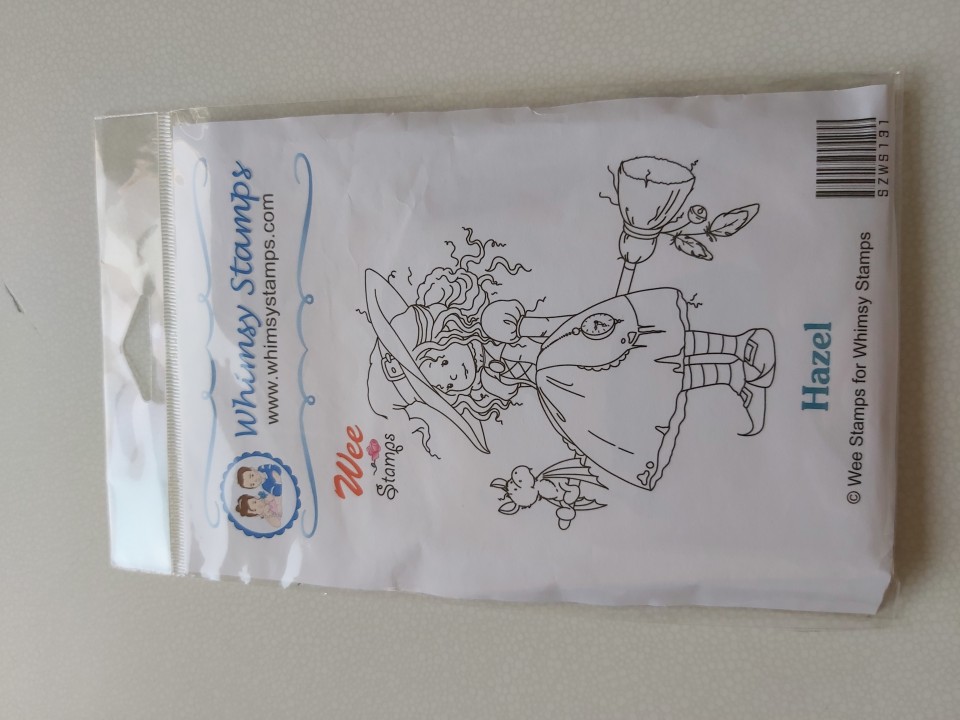 Whimsy Stamps
www.whimsystamps.com
Wee
Stamps
Hazel
© Wee Stamps for Whimsy Stamps
SZWS131